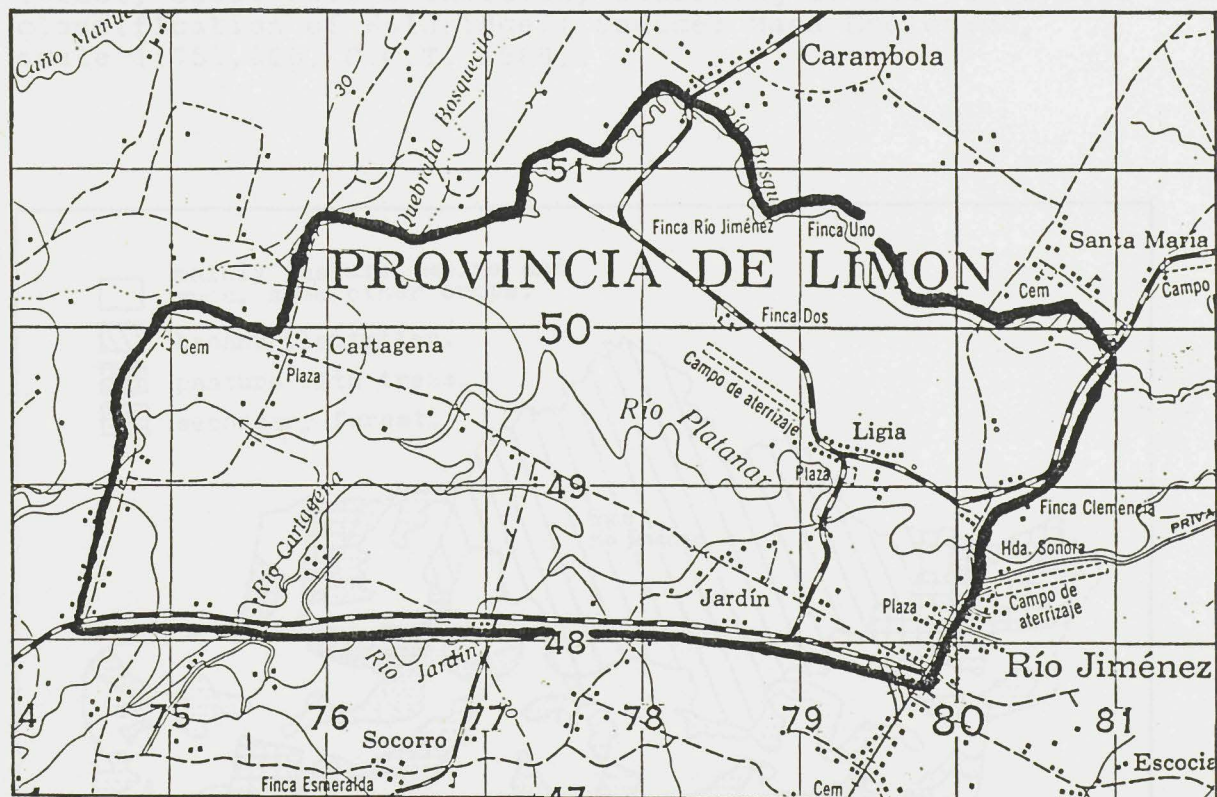 Caño Manue
Carambola
30
Quebrada Bosquecito
Río Bosqu
51
Finca Río Jiménez
Finca Uno
Santa Maria
PROVINCIA DE LIMON
Cem
Campo
Cem
50
Finca Dos
Cartagena
Plaza
Campo de aterrizaje
Río Platanar
Ligia
Plaza
49
Finca Clemencia
PRIVA
Río Cartagena
Hda. Sonora
Jardín
Plaza
Campo de
aterrizaje
48
Río Jardín
Río Jiménez
4
75
76
77
78
79
80
81
Socorro
Escocia
Finca Esmeralda
Cem
47